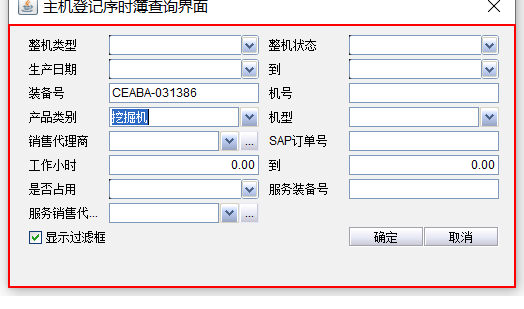 主机登记序时簿查询界面
整机类型 整机状态
生产日期 到
装备号 CEABA-031386 机号
产品类别 挖掘机 机型
销售代理商 ... SAP订单号
工作小时 0.00 到 0.00
是否占用 服务装备号
服务销售代... ...
显示过滤框 确定 取消